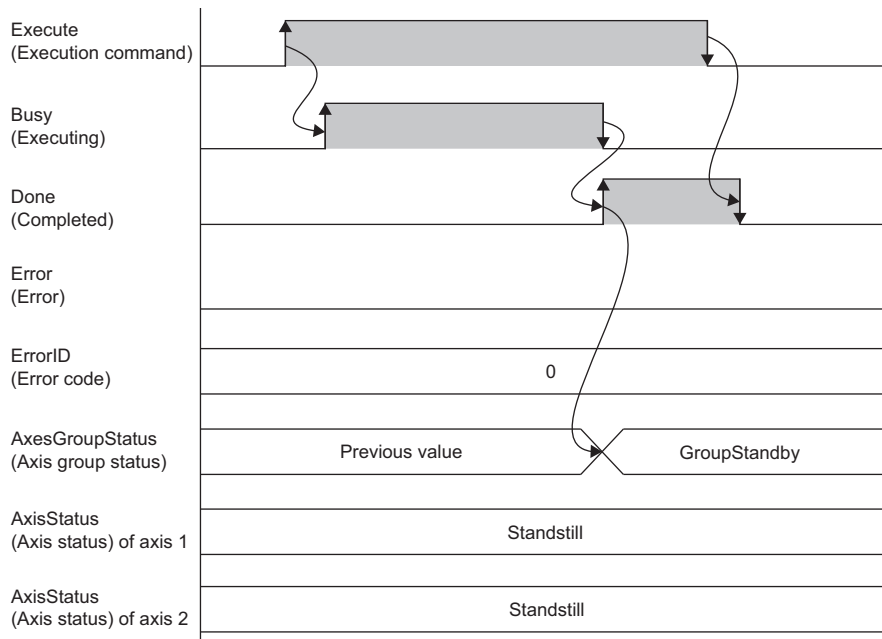 Execute
(Execution command)
Busy
(Executing)
Done
(Completed)
Error
(Error)
ErrorID
(Error code)
0
AxesGroupStatus
(Axis group status)
Previous value
GroupStandby
AxisStatus
(Axis status) of axis 1
Standstill
AxisStatus
(Axis status) of axis 2
Standstill